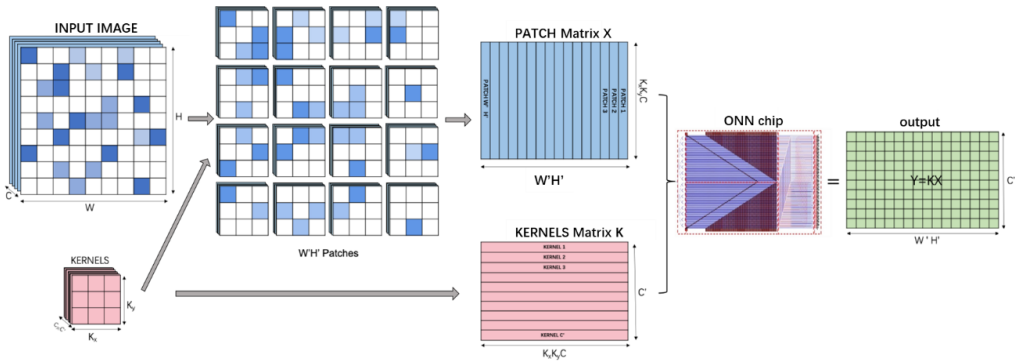 INPUT IMAGE
H
C
W
KERNELS
Ky
Kx
C,C'
W'H' Patches
PATCH Matrix X
PATCH W' H'
PATCH 3
PATCH 2
PATCH 1
KxKyC
W'H'
KERNELS Matrix K
KERNEL 1
KERNEL 2
KERNEL 3
KERNEL C'
C'
KxKyC
ONN chip
=
output
Y=KX
C'
W ' H'